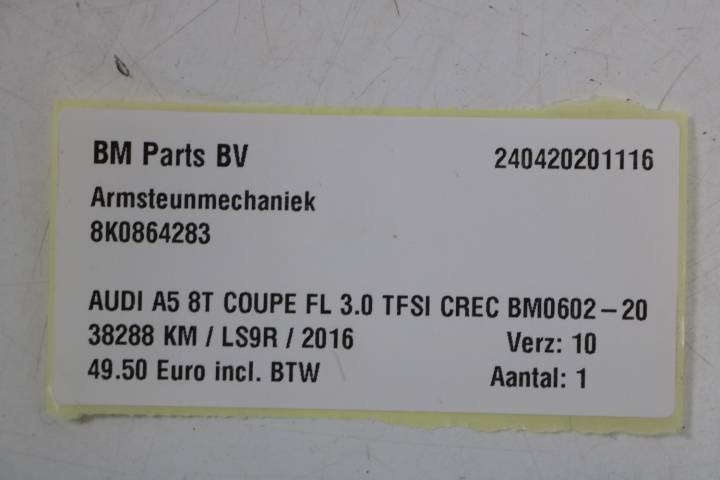 BM Parts BV 240420201116
Armsteunmechaniek
8K0864283
AUDI A5 8T COUPE FL 3.0 TFSI CREC BM0602-20
38288 KM / LS9R / 2016 Verz: 10
49.50 Euro incl. BTW Aantal: 1